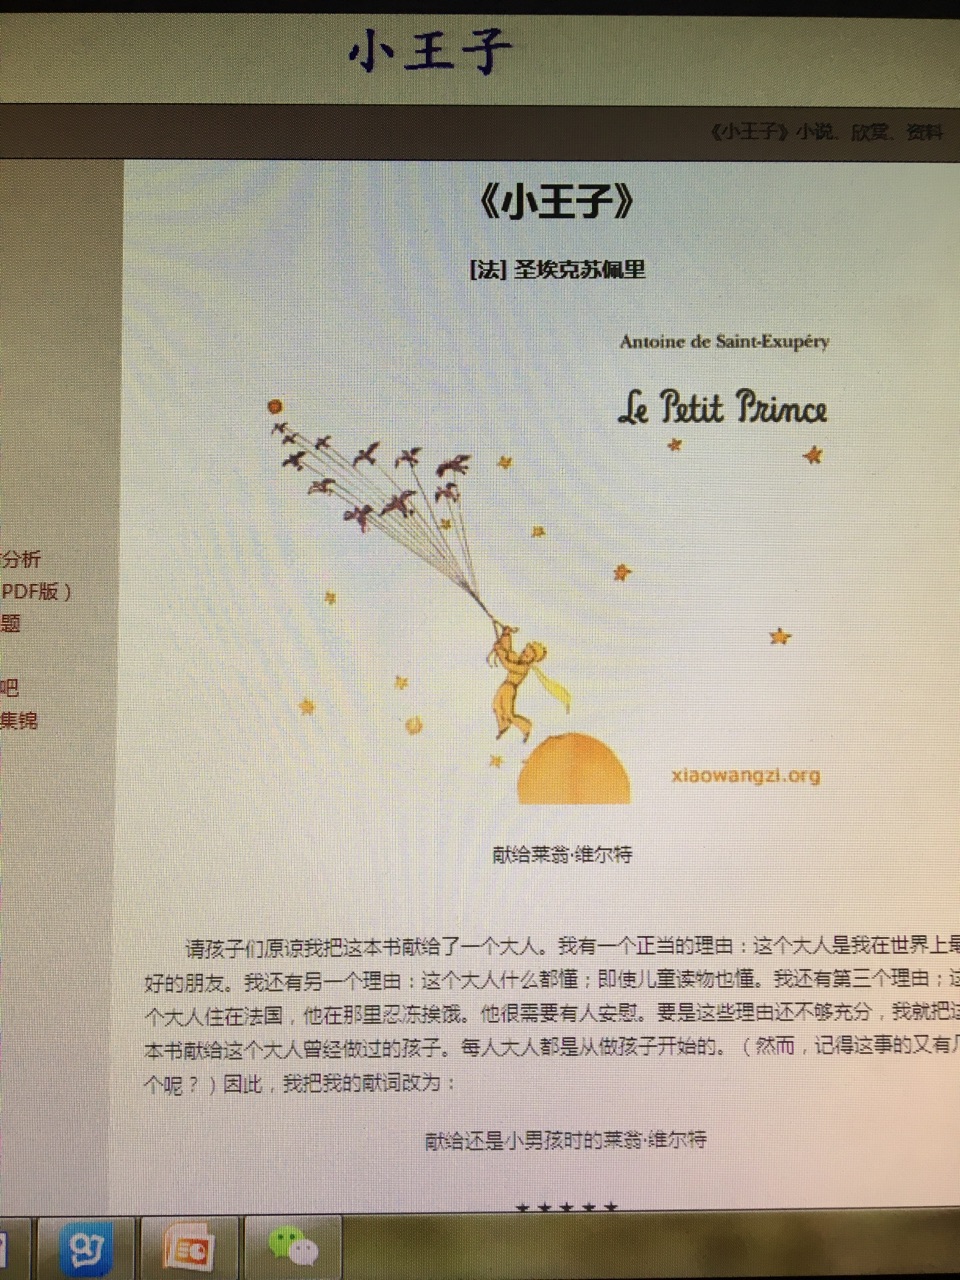 小王子
《小王子》小说、欣赏、资料
《小王子》
[法] 圣埃克苏佩里
Antoine de Saint-Exupéry
Le Petit Prince
分析
PDF版）
题
吧
集锦
xiaowangzi.org
献给莱翁·维尔特
请孩子们原谅我把这本书献给了一个大人。我有一个正当的理由：这个大人是我在世界上最
好的朋友。我还有另一个理由：这个大人什么都懂；即使儿童读物也懂。我还有第三个理由；这
个大人住在法国，他在那里忍冻挨饿。他很需要有人安慰。要是这些理由还不够充分，我就把这
本书献给这个大人曾经做过的孩子。每人大人都是从做孩子开始的。（然而，记得这事的又有几
个呢？）因此，我把我的献词改为：
献给还是小男孩时的莱翁·维尔特
★★★★★